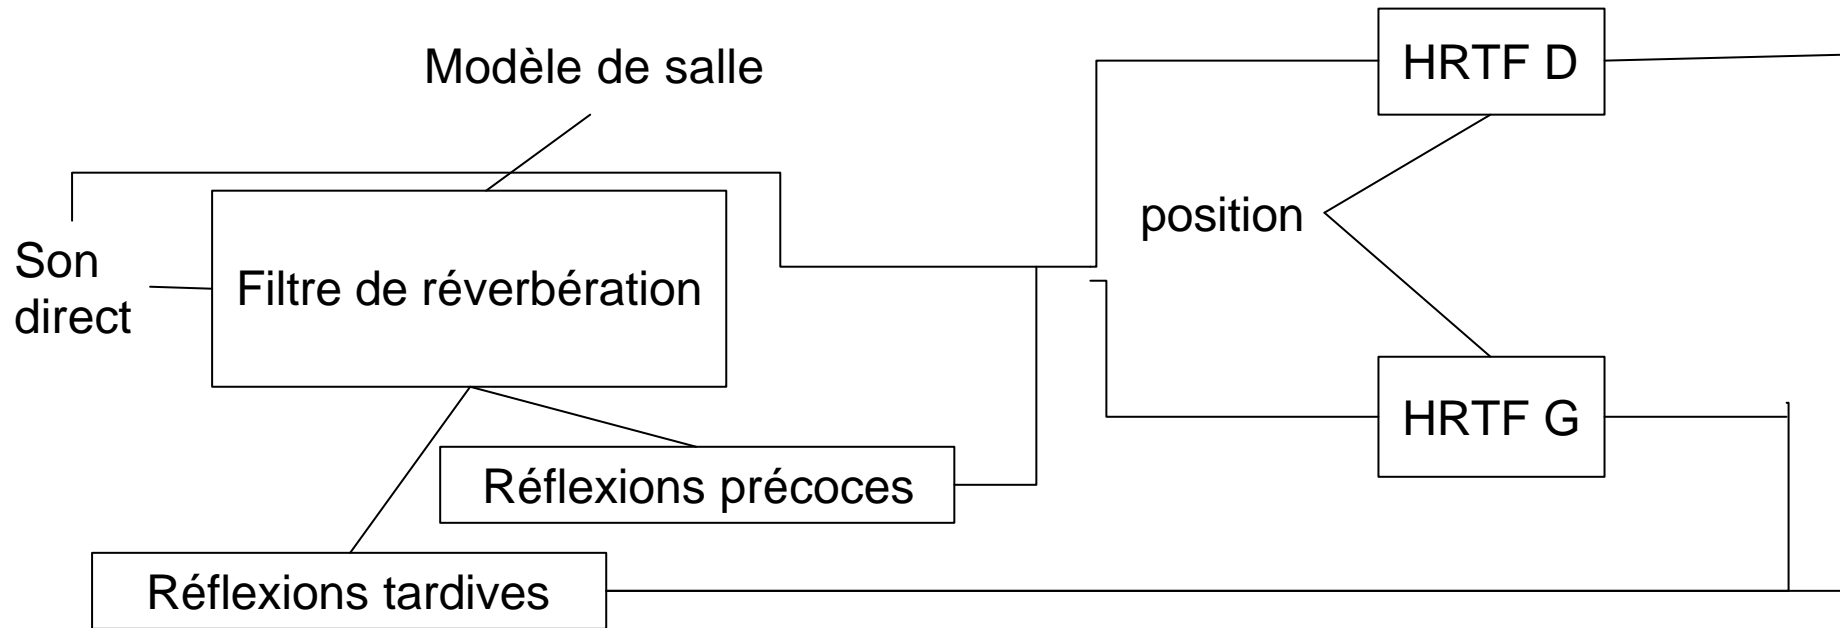 HRTF D
Modèle de salle
position
Son
direct
Filtre de réverbération
HRTF G
Réflexions précoces
Réflexions tardives